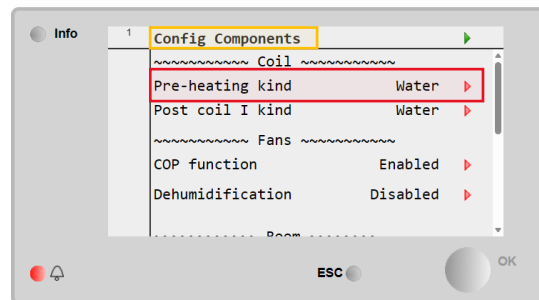 Info
1 Config Components
~~~~~~~~~~~ Coil ~~~~~~~~~~~
Pre-heating kind Water
Post coil I kind Water
~~~~~~~~~~~ Fans ~~~~~~~~~~~
COP function Enabled
Dehumidification Disabled
Room
ESC
OK